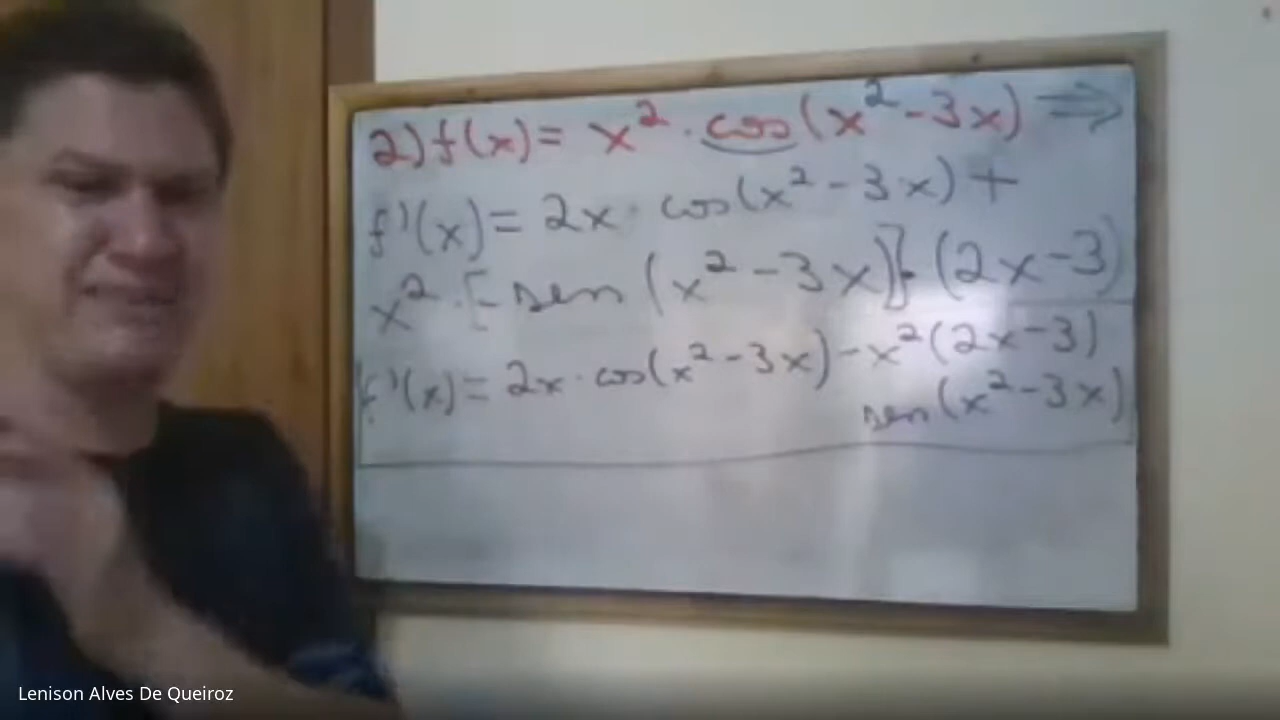 2) f(x) = x² · cos(x² - 3x) ⇒
f'(x) = 2x · cos(x² - 3x) +
x² · [- sen (x² - 3x)] · (2x - 3)
f'(x) = 2x · cos(x² - 3x) - x² (2x - 3)
sen (x² - 3x)
Lenison Alves De Queiroz